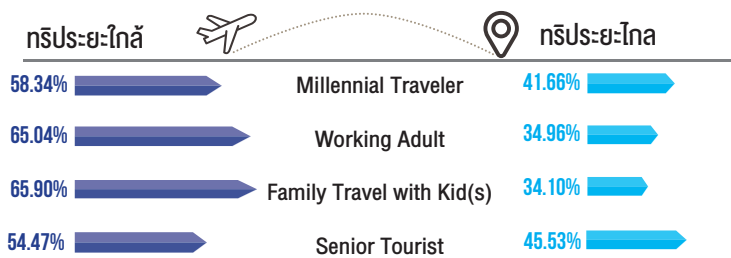 ทริประยะใกล้ ทริประยะไกล
58.34% Millennial Traveler 41.66%
65.04% Working Adult 34.96%
65.90% Family Travel with Kid(s) 34.10%
54.47% Senior Tourist 45.53%